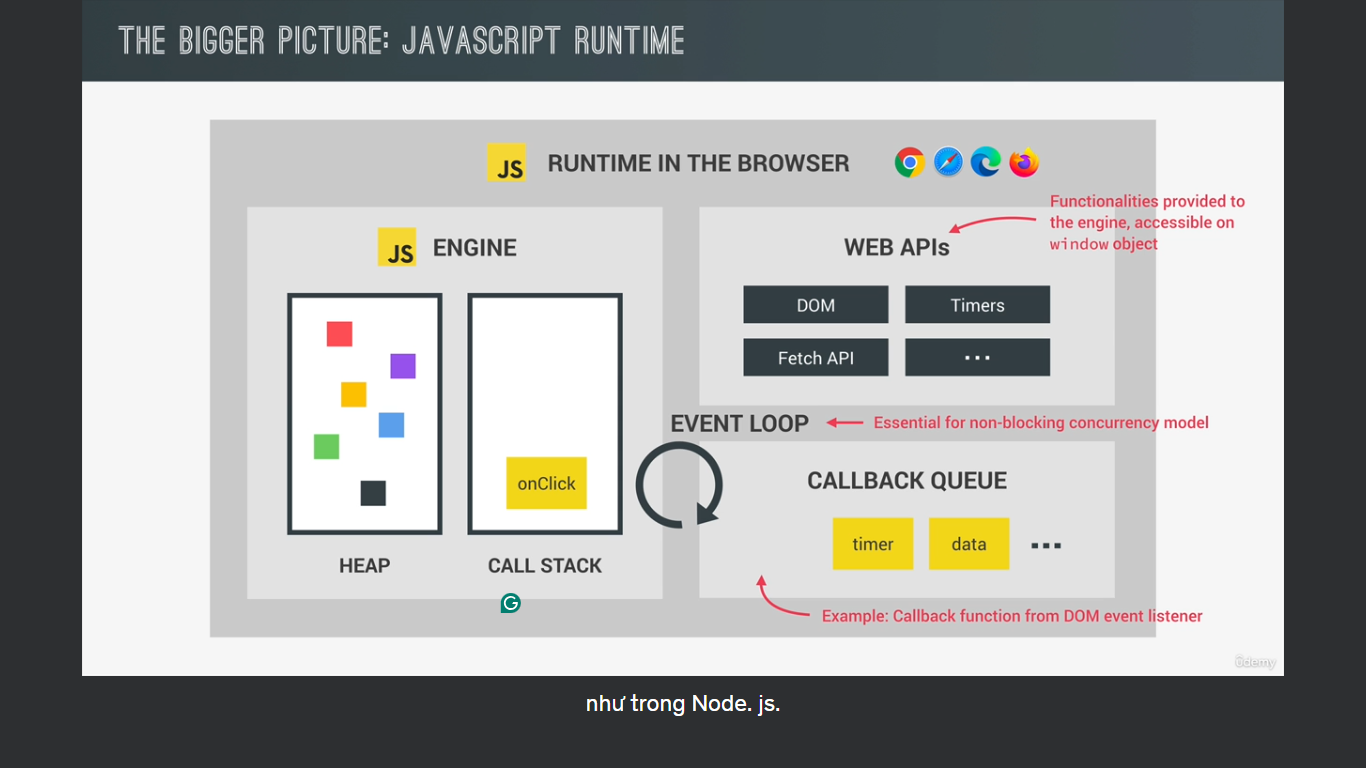 THE BIGGER PICTURE: JAVASCRIPT RUNTIME
JS RUNTIME IN THE BROWSER
Functionalities provided to
the engine, accessible on
window object
JS ENGINE
WEB APIs
DOM
Timers
Fetch API
...
EVENT LOOP
Essential for non-blocking concurrency model
onClick
CALLBACK QUEUE
timer
data
...
HEAP
CALL STACK
Example: Callback function from DOM event listener
Udemy
như trong Node. js.